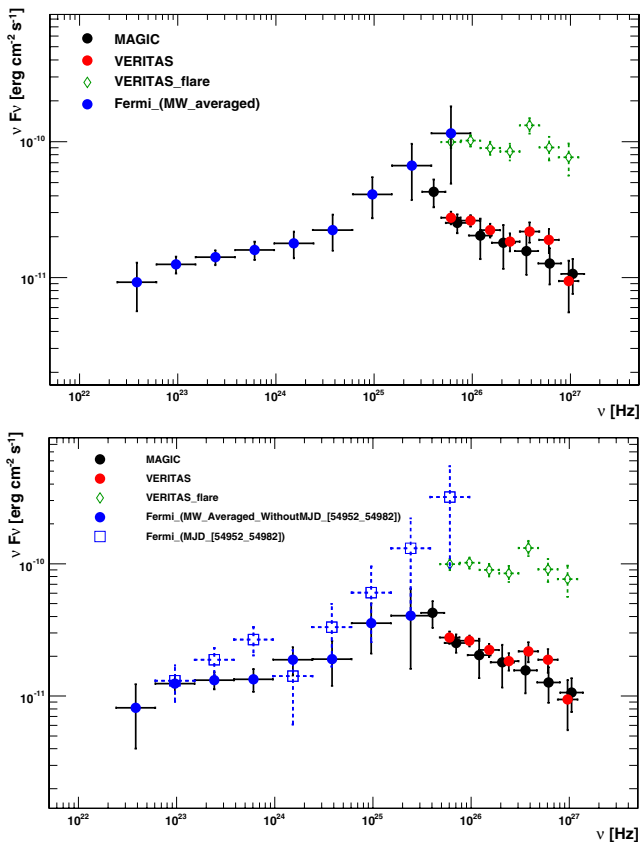 ν Fν [erg cm⁻² s⁻¹]
MAGIC
VERITAS
VERITAS_flare
Fermi_(MW_averaged)
10⁻¹⁰
10⁻¹¹
10²² 10²³ 10²⁴ 10²⁵ 10²⁶ 10²⁷
ν [Hz]
ν Fν [erg cm⁻² s⁻¹]
MAGIC
VERITAS
VERITAS_flare
Fermi_(MW_Averaged_WithoutMJD_[54952_54982])
Fermi_(MJD_[54952_54982])
10⁻¹⁰
10⁻¹¹
10²² 10²³ 10²⁴ 10²⁵ 10²⁶ 10²⁷
ν [Hz]